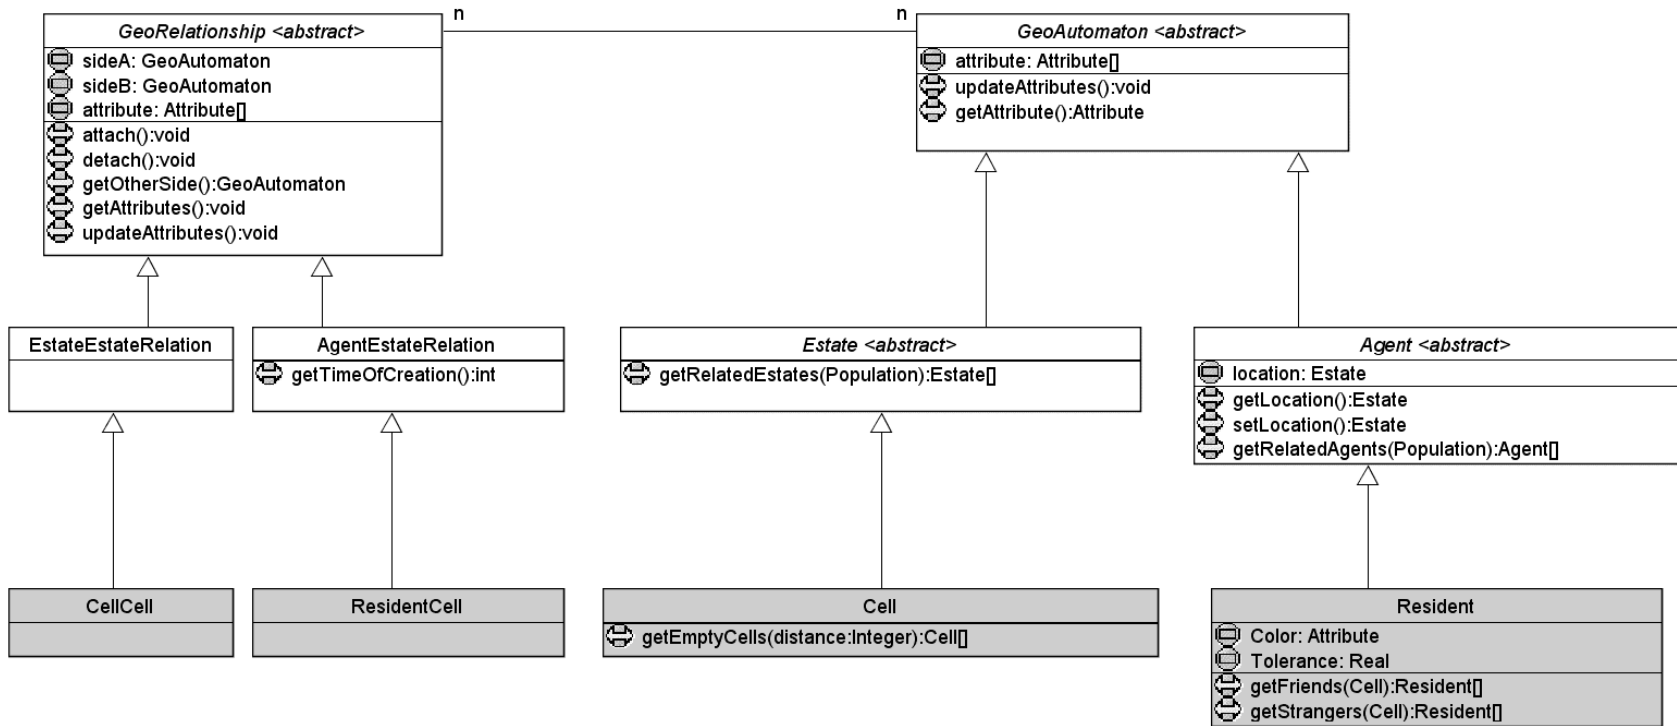 n
n
GeoRelationship <abstract>
sideA: GeoAutomaton
sideB: GeoAutomaton
attribute: Attribute[]
attach():void
detach():void
getOtherSide():GeoAutomaton
getAttributes():void
updateAttributes():void
GeoAutomaton <abstract>
attribute: Attribute[]
updateAttributes():void
getAttribute():Attribute
EstateEstateRelation
AgentEstateRelation
getTimeOfCreation():int
Estate <abstract>
getRelatedEstates(Population):Estate[]
Agent <abstract>
location: Estate
getLocation():Estate
setLocation():Estate
getRelatedAgents(Population):Agent[]
CellCell
ResidentCell
Cell
getEmptyCells(distance:Integer):Cell[]
Resident
Color: Attribute
Tolerance: Real
getFriends(Cell):Resident[]
getStrangers(Cell):Resident[]